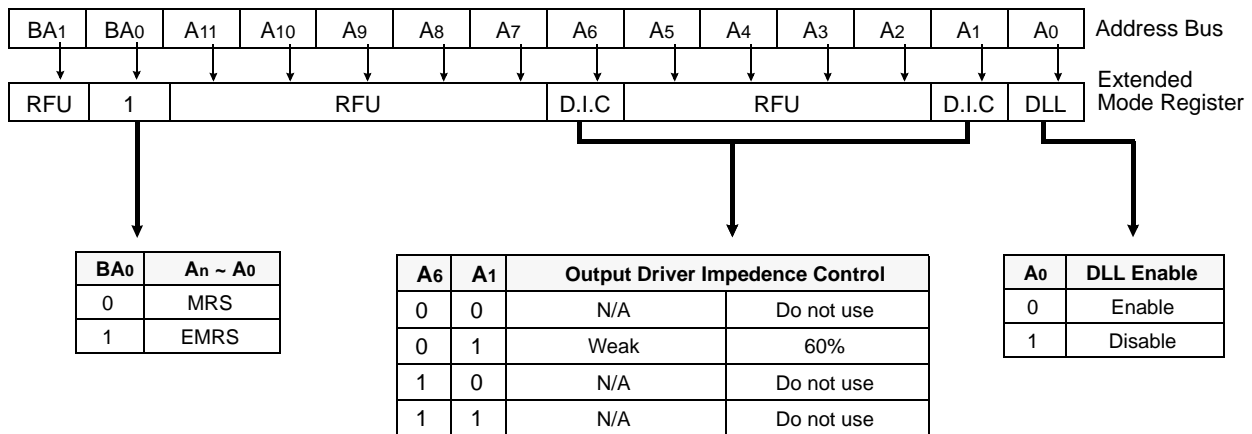 BA1 BA0 A11 A10 A9 A8 A7 A6 A5 A4 A3 A2 A1 A0 Address Bus
RFU 1 RFU D.I.C RFU D.I.C DLL Extended
Mode Register
BA0 An ~ A0
0 MRS
1 EMRS
A6 A1 Output Driver Impedence Control
0 0 N/A Do not use
0 1 Weak 60%
1 0 N/A Do not use
1 1 N/A Do not use
A0 DLL Enable
0 Enable
1 Disable